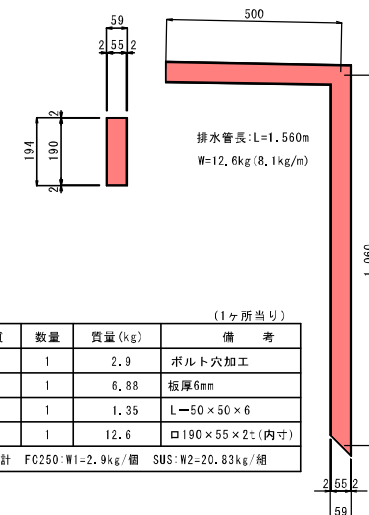 59
2 55 2
500
2
194
190
2
排水管長:L=1.560m
W=12.6kg(8.1kg/m)
(1ヶ所当り)
数量 質量(kg) 備 考
1 2.9 ボルト穴加工
1 6.88 板厚6mm
1 1.35 L-50×50×6
1 12.6 ロ190×55×2t(内寸)
計 FC250:W1=2.9kg/個 SUS:W2=20.83kg/組
2 55 2
59